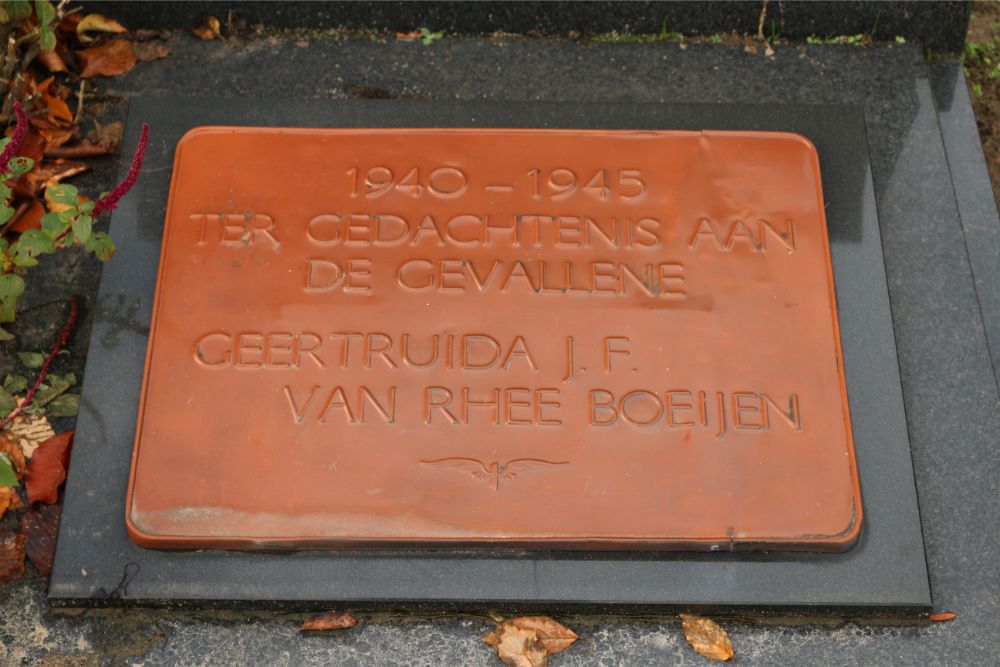 1940 – 1945
TER GEDACHTENIS AAN
DE GEVALLENE
GEERTRUIDA J. F.
VAN RHEE BOEIJEN